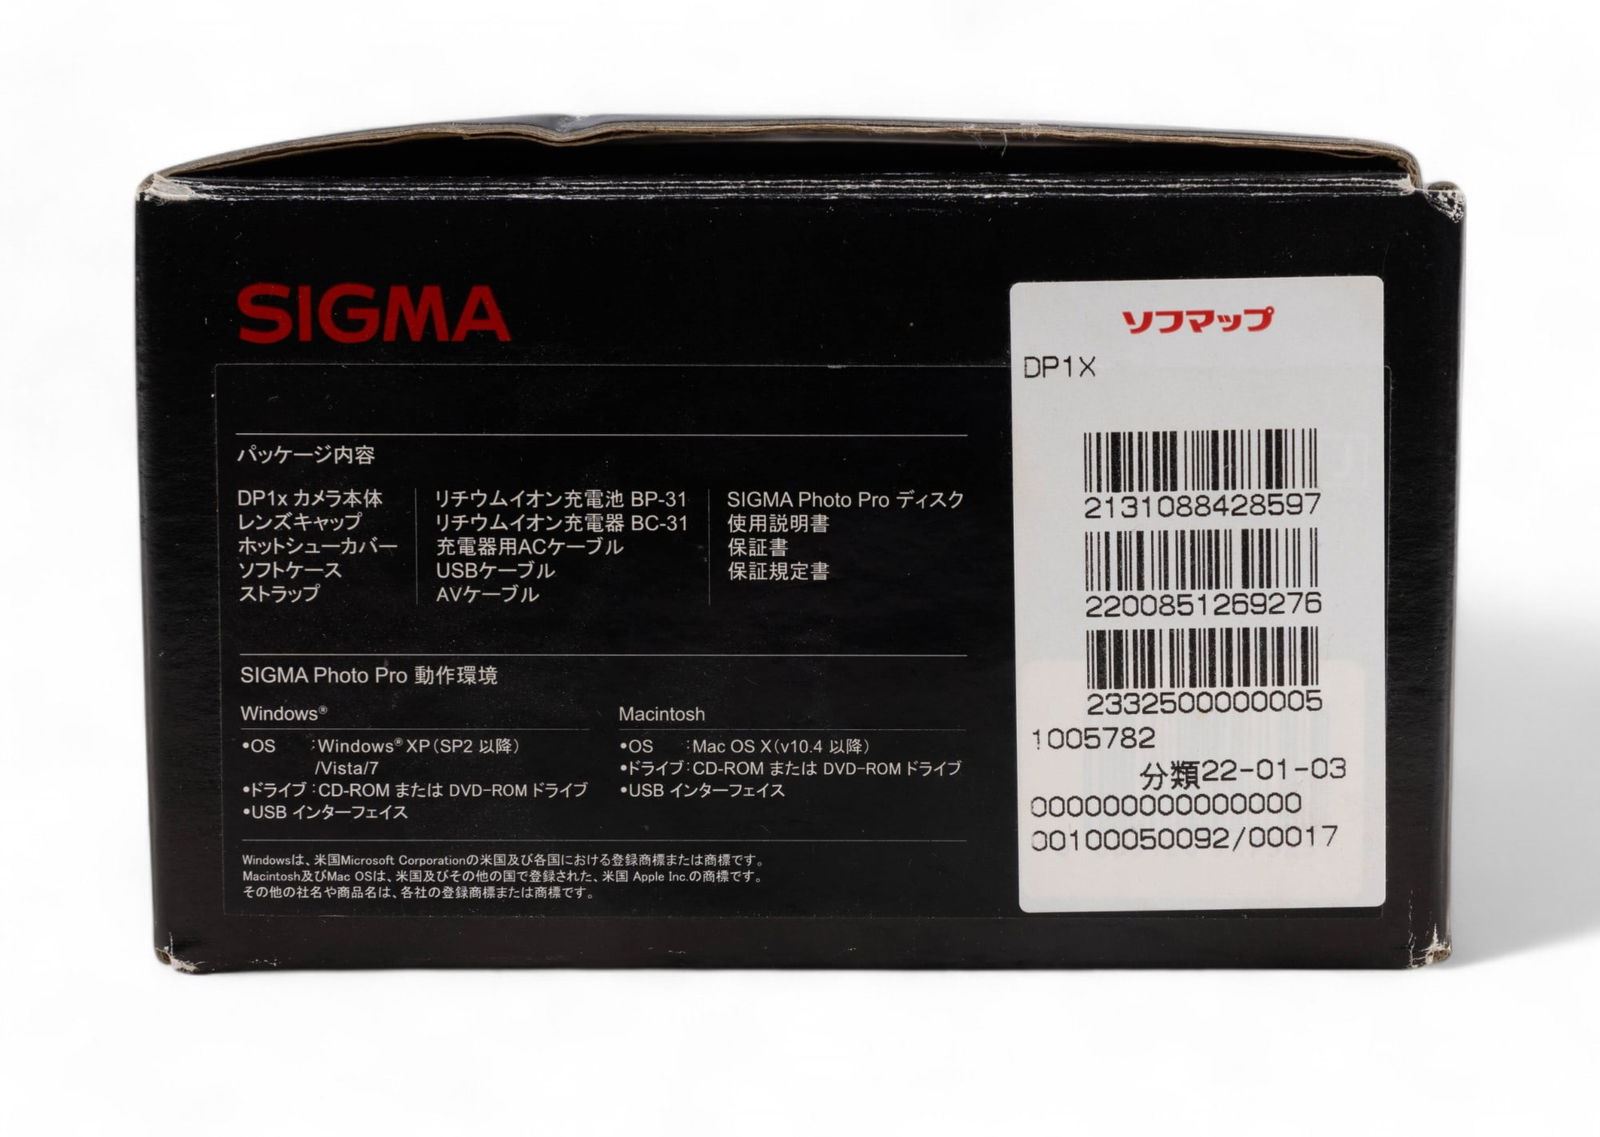 SIGMA
パッケージ内容
DP1x カメラ本体
レンズキャップ
ホットシューカバー
ソフトケース
ストラップ
リチウムイオン充電池 BP-31
リチウムイオン充電器 BC-31
充電器用ACケーブル
USBケーブル
AVケーブル
SIGMA Photo Pro ディスク
使用説明書
保証書
保証規定書
SIGMA Photo Pro 動作環境
Windows®
•OS :Windows® XP(SP2 以降)
/Vista/7
•ドライブ:CD-ROM または DVD-ROM ドライブ
•USB インターフェイス
Macintosh
•OS :Mac OS X(v10.4 以降)
•ドライブ:CD-ROM または DVD-ROM ドライブ
•USB インターフェイス
Windowsは、米国Microsoft Corporationの米国及び各国における登録商標または商標です。
Macintosh及びMac OSは、米国及びその他の国で登録された、米国 Apple Inc.の商標です。
その他の社名や商品名は、各社の登録商標または商標です。
ソフマップ
DP1X
2131088428597
2200851269276
2332500000005
1005782
分類22-01-03
0000000000000000
00100050092/00017